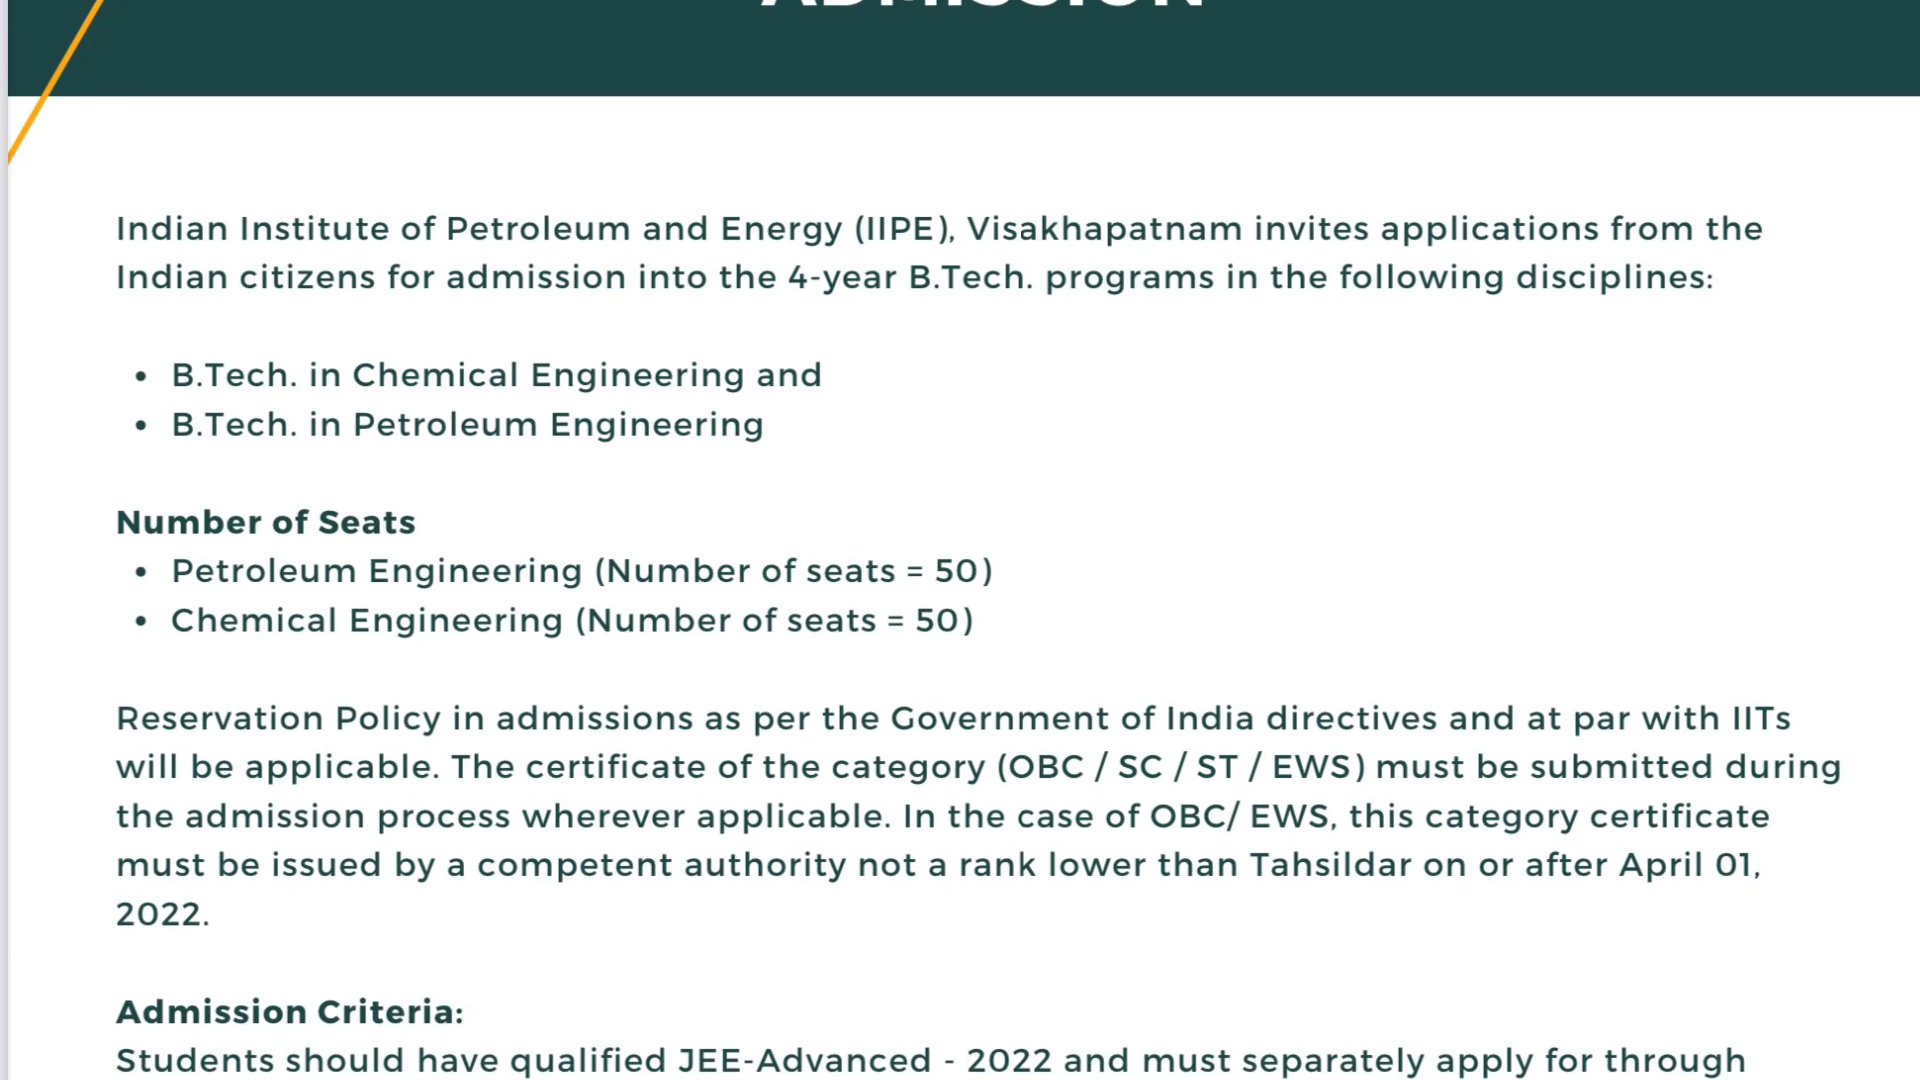 ADMISSION
Indian Institute of Petroleum and Energy (IIPE), Visakhapatnam invites applications from the
Indian citizens for admission into the 4-year B.Tech. programs in the following disciplines:
• B.Tech. in Chemical Engineering and
• B.Tech. in Petroleum Engineering
Number of Seats
• Petroleum Engineering (Number of seats = 50)
• Chemical Engineering (Number of seats = 50)
Reservation Policy in admissions as per the Government of India directives and at par with IITs
will be applicable. The certificate of the category (OBC / SC / ST / EWS) must be submitted during
the admission process wherever applicable. In the case of OBC/ EWS, this category certificate
must be issued by a competent authority not a rank lower than Tahsildar on or after April 01,
2022.
Admission Criteria:
Students should have qualified JEE-Advanced - 2022 and must separately apply for through